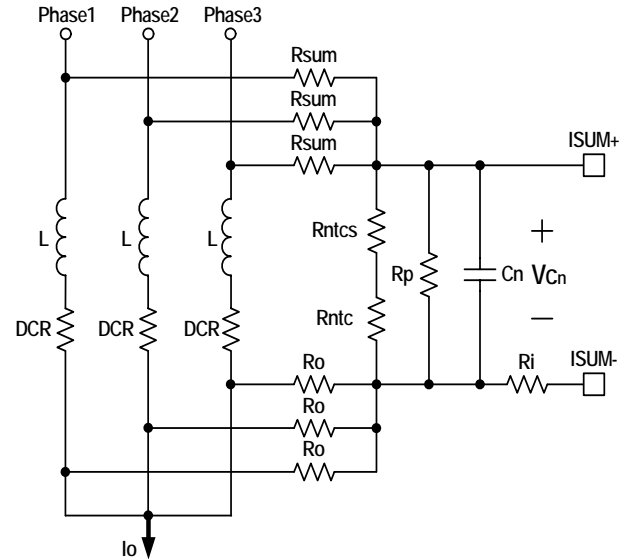 Phase1 Phase2 Phase3
Rsum
Rsum
ISUM+
Rsum
L L L
Rntcs
+
Rp
Cn Vcn
Rntc
−
DCR DCR DCR
Ro
Ri
ISUM-
Ro
Ro
Io